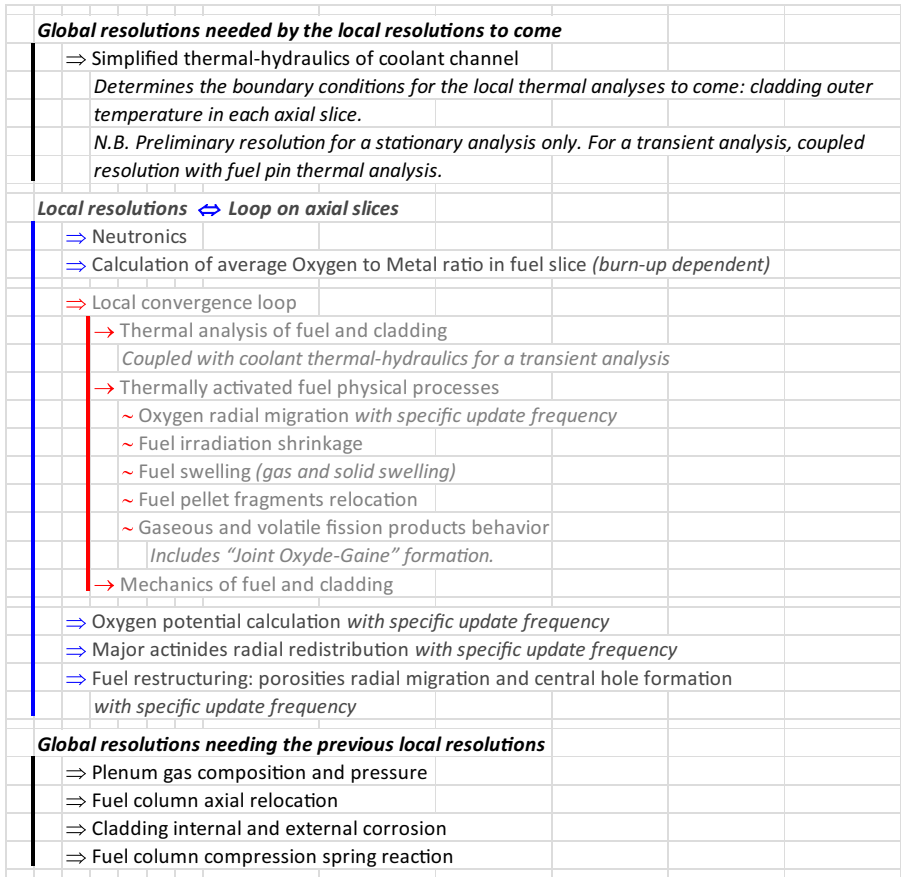 Global resolutions needed by the local resolutions to come
⇒ Simplified thermal-hydraulics of coolant channel
Determines the boundary conditions for the local thermal analyses to come: cladding outer
temperature in each axial slice.
N.B. Preliminary resolution for a stationary analysis only. For a transient analysis, coupled
resolution with fuel pin thermal analysis.
Local resolutions ⇔ Loop on axial slices
⇒ Neutronics
⇒ Calculation of average Oxygen to Metal ratio in fuel slice (burn-up dependent)
⇒ Local convergence loop
→ Thermal analysis of fuel and cladding
Coupled with coolant thermal-hydraulics for a transient analysis
→ Thermally activated fuel physical processes
~ Oxygen radial migration with specific update frequency
~ Fuel irradiation shrinkage
~ Fuel swelling (gas and solid swelling)
~ Fuel pellet fragments relocation
~ Gaseous and volatile fission products behavior
Includes “Joint Oxyde-Gaine” formation.
→ Mechanics of fuel and cladding
⇒ Oxygen potential calculation with specific update frequency
⇒ Major actinides radial redistribution with specific update frequency
⇒ Fuel restructuring: porosities radial migration and central hole formation
with specific update frequency
Global resolutions needing the previous local resolutions
⇒ Plenum gas composition and pressure
⇒ Fuel column axial relocation
⇒ Cladding internal and external corrosion
⇒ Fuel column compression spring reaction